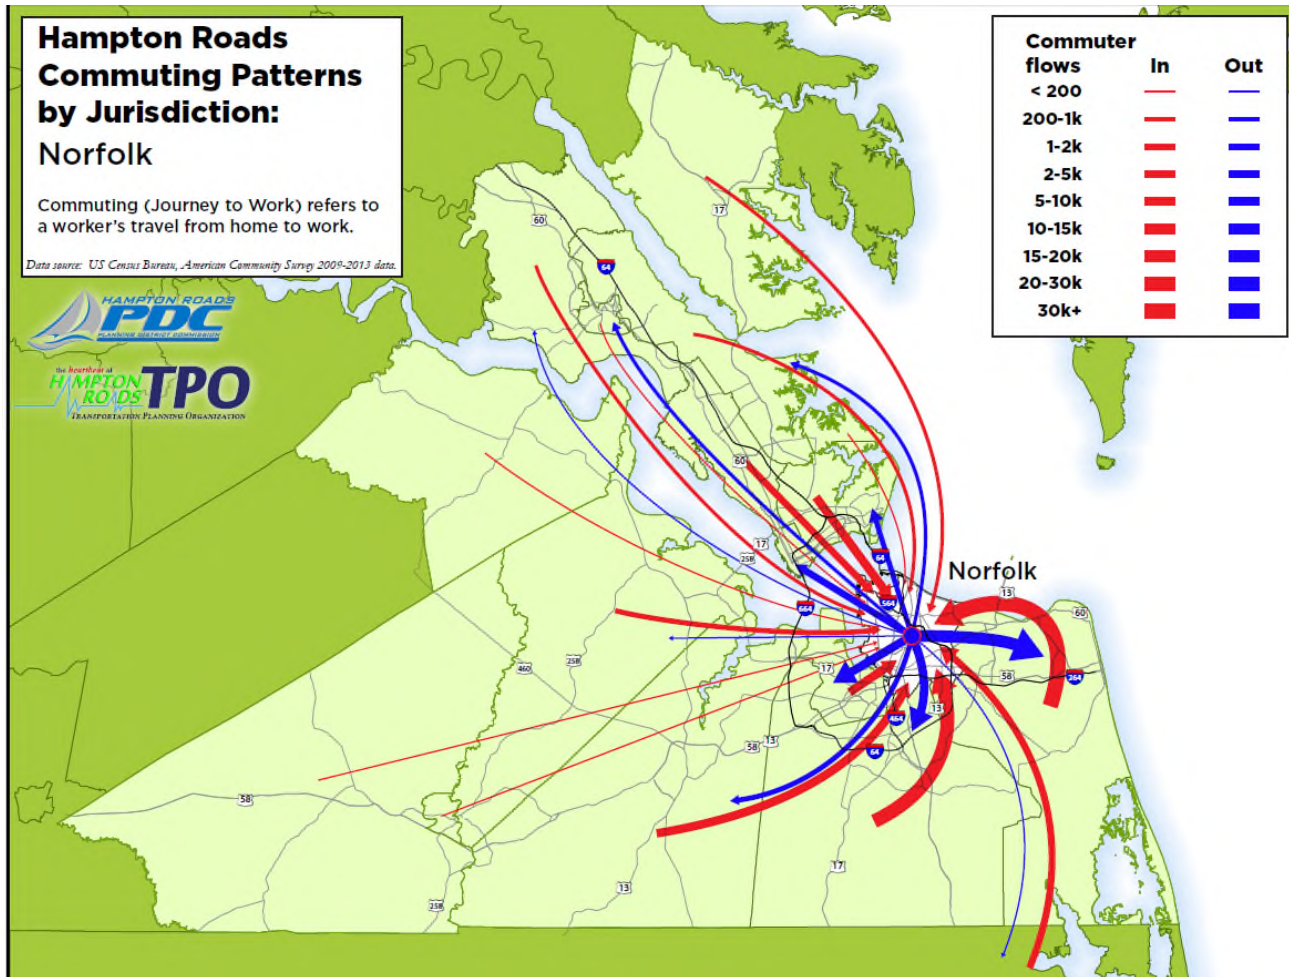 Hampton Roads
Commuting Patterns
by Jurisdiction:
Norfolk
Commuting (Journey to Work) refers to
a worker's travel from home to work.
Data source: US Census Bureau, American Community Survey 2009-2013 data.
HAMPTON ROADS
PDC
PLANNING DISTRICT COMMISSION
the heartbeat of
HAMPTON
ROADS
TPO
TRANSPORTATION PLANNING ORGANIZATION
Commuter
flows In Out
< 200
200-1k
1-2k
2-5k
5-10k
10-15k
15-20k
20-30k
30k+
17
60
64
60
17
258
64
564
664
Norfolk
13
60
17
58
264
460
258
13
464
58
13
64
58
17
13
258